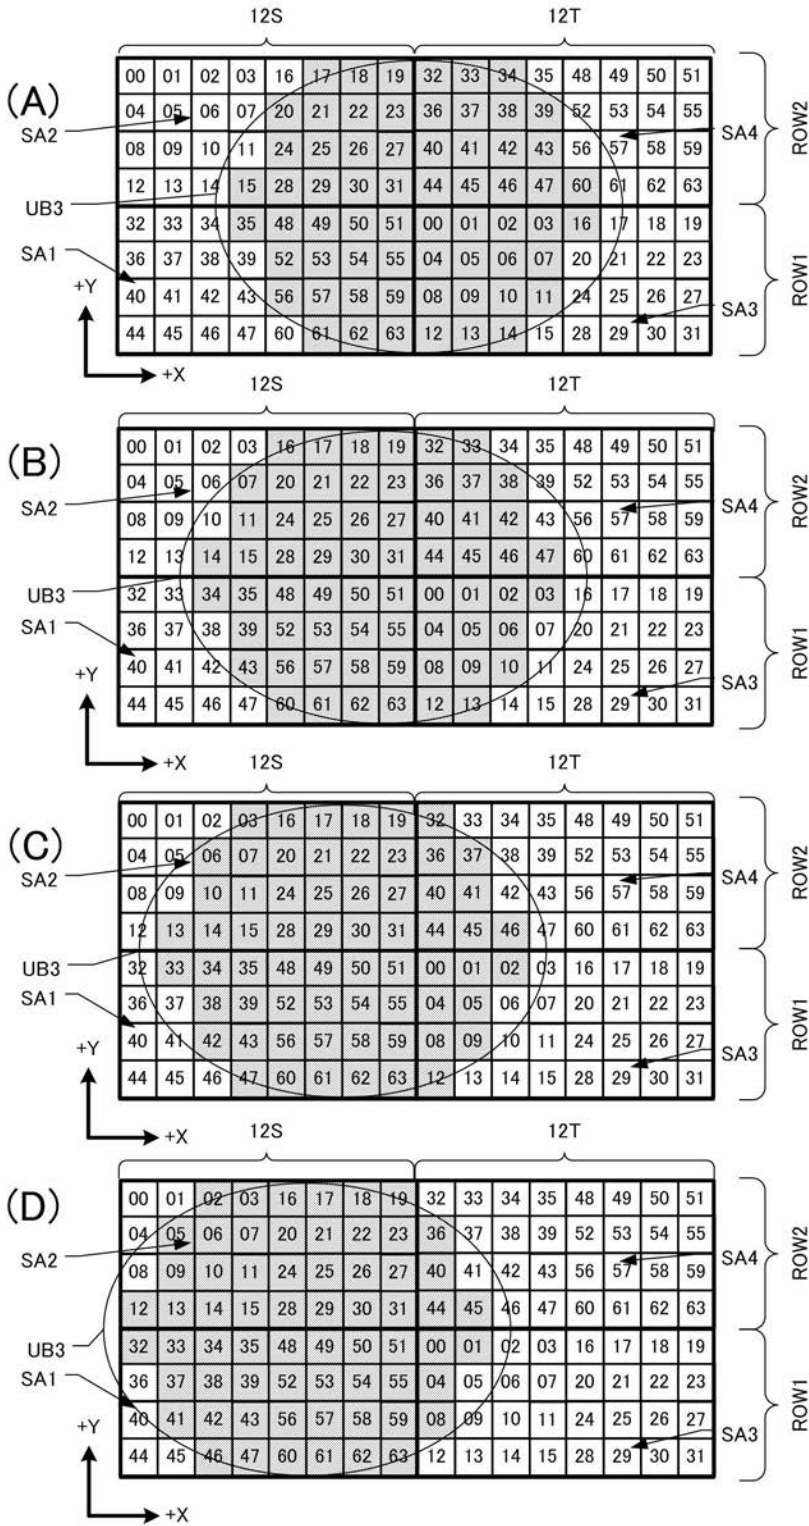 12S 12T
(A)
00 01 02 03 16 17 18 19 32 33 34 35 48 49 50 51
04 05 06 07 20 21 22 23 36 37 38 39 52 53 54 55
SA2 SA4 ROW2
08 09 10 11 24 25 26 27 40 41 42 43 56 57 58 59
12 13 14 15 28 29 30 31 44 45 46 47 60 61 62 63
UB3
32 33 34 35 48 49 50 51 00 01 02 03 16 17 18 19
36 37 38 39 52 53 54 55 04 05 06 07 20 21 22 23
SA1 ROW1
40 41 42 43 56 57 58 59 08 09 10 11 24 25 26 27
+Y SA3
44 45 46 47 60 61 62 63 12 13 14 15 28 29 30 31
+X
12S 12T
(B)
00 01 02 03 16 17 18 19 32 33 34 35 48 49 50 51
04 05 06 07 20 21 22 23 36 37 38 39 52 53 54 55
SA2 SA4 ROW2
08 09 10 11 24 25 26 27 40 41 42 43 56 57 58 59
12 13 14 15 28 29 30 31 44 45 46 47 60 61 62 63
UB3
32 33 34 35 48 49 50 51 00 01 02 03 16 17 18 19
SA1 ROW1
36 37 38 39 52 53 54 55 04 05 06 07 20 21 22 23
40 41 42 43 56 57 58 59 08 09 10 11 24 25 26 27
+Y SA3
44 45 46 47 60 61 62 63 12 13 14 15 28 29 30 31
+X
12S 12T
(C)
00 01 02 03 16 17 18 19 32 33 34 35 48 49 50 51
04 05 06 07 20 21 22 23 36 37 38 39 52 53 54 55
SA2 SA4 ROW2
08 09 10 11 24 25 26 27 40 41 42 43 56 57 58 59
12 13 14 15 28 29 30 31 44 45 46 47 60 61 62 63
UB3
32 33 34 35 48 49 50 51 00 01 02 03 16 17 18 19
SA1 ROW1
36 37 38 39 52 53 54 55 04 05 06 07 20 21 22 23
40 41 42 43 56 57 58 59 08 09 10 11 24 25 26 27
+Y SA3
44 45 46 47 60 61 62 63 12 13 14 15 28 29 30 31
+X
12S 12T
(D)
00 01 02 03 16 17 18 19 32 33 34 35 48 49 50 51
04 05 06 07 20 21 22 23 36 37 38 39 52 53 54 55
SA2 SA4 ROW2
08 09 10 11 24 25 26 27 40 41 42 43 56 57 58 59
12 13 14 15 28 29 30 31 44 45 46 47 60 61 62 63
UB3
32 33 34 35 48 49 50 51 00 01 02 03 16 17 18 19
SA1 ROW1
36 37 38 39 52 53 54 55 04 05 06 07 20 21 22 23
40 41 42 43 56 57 58 59 08 09 10 11 24 25 26 27
+Y SA3
44 45 46 47 60 61 62 63 12 13 14 15 28 29 30 31
+X